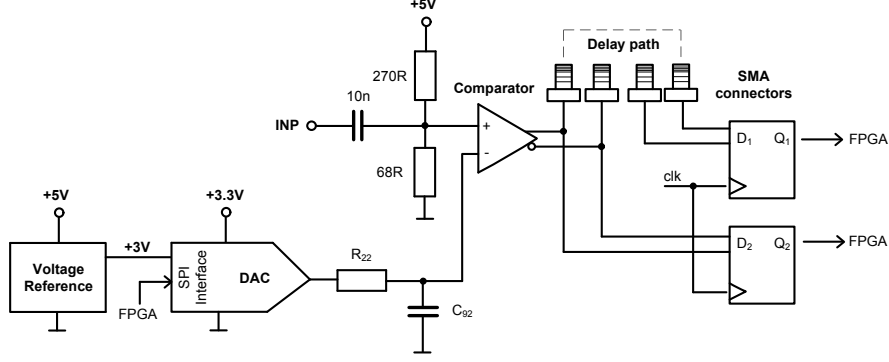 +5V
Delay path
270R
Comparator
SMA
connectors
10n
INP
+
-
68R
D1
Q1
FPGA
clk
+5V
+3.3V
+3V
Voltage
Reference
SPI
Interface
DAC
FPGA
R22
C92
D2
Q2
FPGA